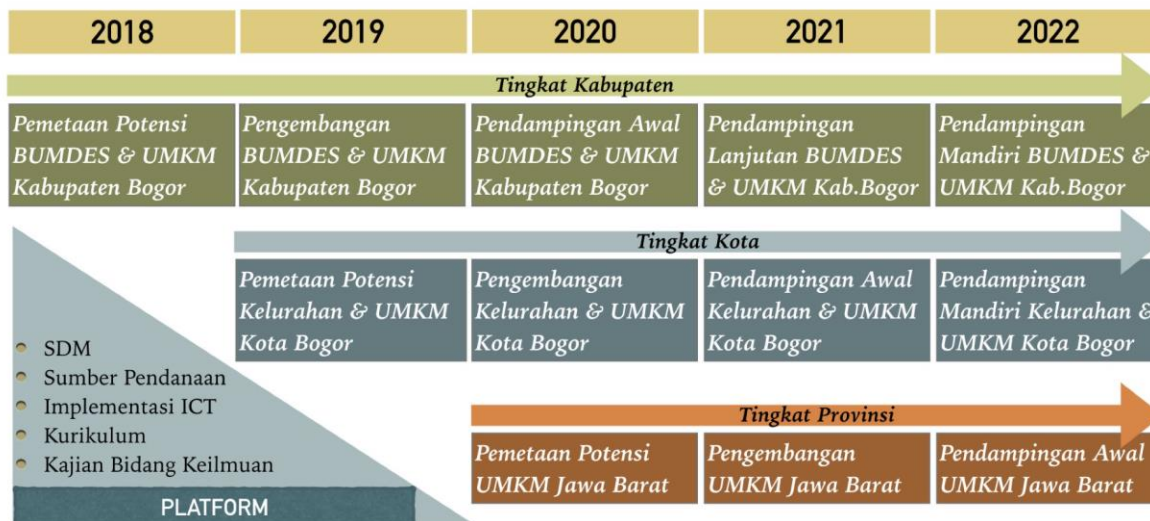 2018
2019
2020
2021
2022
Tingkat Kabupaten
Pemetaan Potensi
BUMDES & UMKM
Kabupaten Bogor
Pengembangan
BUMDES & UMKM
Kabupaten Bogor
Pendampingan Awal
BUMDES & UMKM
Kabupaten Bogor
Pendampingan
Lanjutan BUMDES
& UMKM Kab.Bogor
Pendampingan
Mandiri BUMDES &
UMKM Kab.Bogor
Tingkat Kota
Pemetaan Potensi
Kelurahan & UMKM
Kota Bogor
Pengembangan
Kelurahan & UMKM
Kota Bogor
Pendampingan Awal
Kelurahan & UMKM
Kota Bogor
Pendampingan
Mandiri Kelurahan &
UMKM Kota Bogor
SDM
Sumber Pendanaan
Implementasi ICT
Kurikulum
Kajian Bidang Keilmuan
PLATFORM
Tingkat Provinsi
Pemetaan Potensi
UMKM Jawa Barat
Pengembangan
UMKM Jawa Barat
Pendampingan Awal
UMKM Jawa Barat